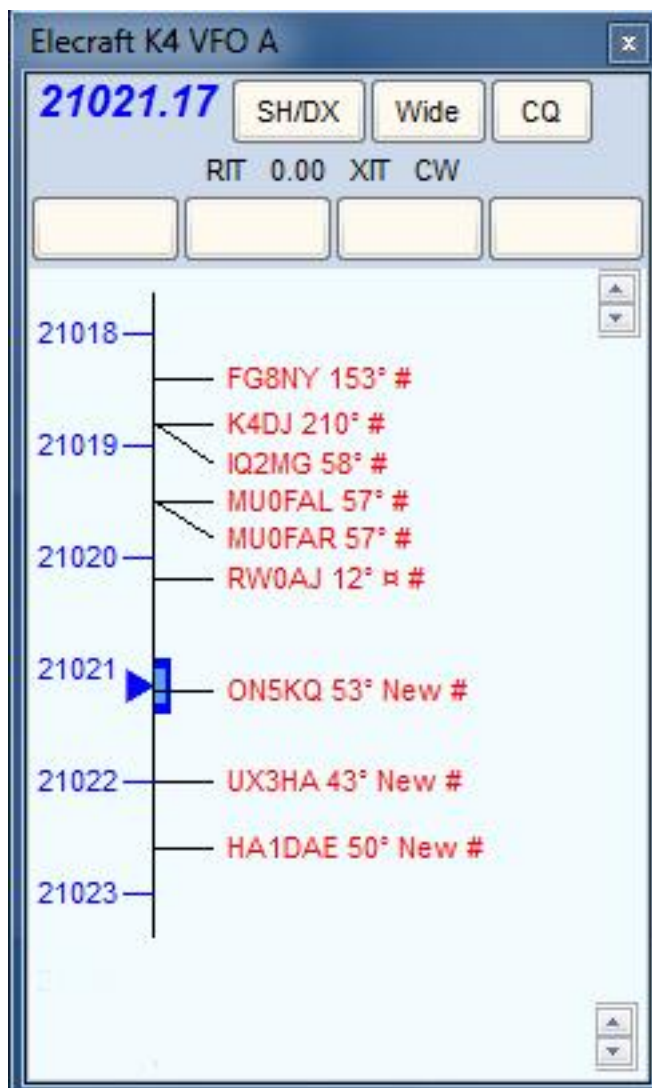 Elecraft K4 VFO A
21021.17 SH/DX Wide CQ
RIT 0.00 XIT CW
21018
FG8NY 153° #
K4DJ 210° #
21019
IQ2MG 58° #
MU0FAL 57° #
MU0FAR 57° #
21020
RW0AJ 12° ¤ #
21021
ON5KQ 53° New #
21022 UX3HA 43° New #
HA1DAE 50° New #
21023